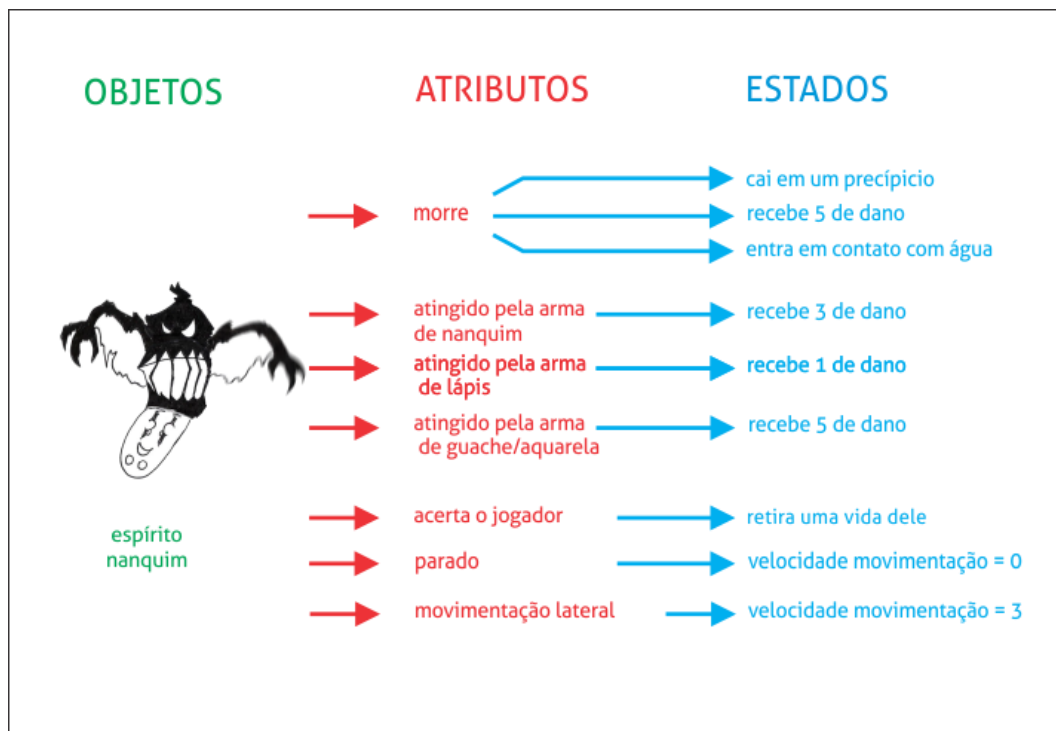 OBJETOS
ATRIBUTOS
ESTADOS
cai em um precípicio
morre
recebe 5 de dano
entra em contato com água
atingido pela arma
de nanquim
recebe 3 de dano
atingido pela arma
de lápis
recebe 1 de dano
atingido pela arma
de guache/aquarela
recebe 5 de dano
acerta o jogador
retira uma vida dele
espírito
nanquim
parado
velocidade movimentação = 0
movimentação lateral
velocidade movimentação = 3